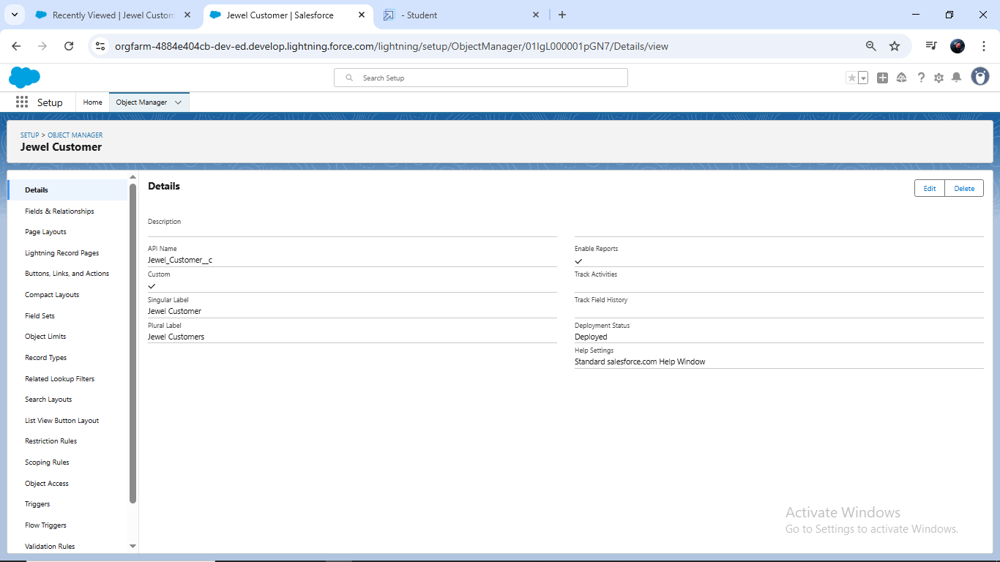 Recently Viewed | Jewel Custom
Jewel Customer | Salesforce
- Student
orgfarm-4884e404cb-dev-ed.develop.lightning.force.com/lightning/setup/ObjectManager/01IgL000001pGN7/Details/view
Search Setup
Setup
Home
Object Manager
SETUP > OBJECT MANAGER
Jewel Customer
Details
Fields & Relationships
Page Layouts
Lightning Record Pages
Buttons, Links, and Actions
Compact Layouts
Field Sets
Object Limits
Record Types
Related Lookup Filters
Search Layouts
List View Button Layout
Restriction Rules
Scoping Rules
Object Access
Triggers
Flow Triggers
Validation Rules
Details
Edit
Delete
Description
API Name
Jewel_Customer__c
Custom
Singular Label
Jewel Customer
Plural Label
Jewel Customers
Enable Reports
Track Activities
Track Field History
Deployment Status
Deployed
Help Settings
Standard salesforce.com Help Window
Activate Windows
Go to Settings to activate Windows.